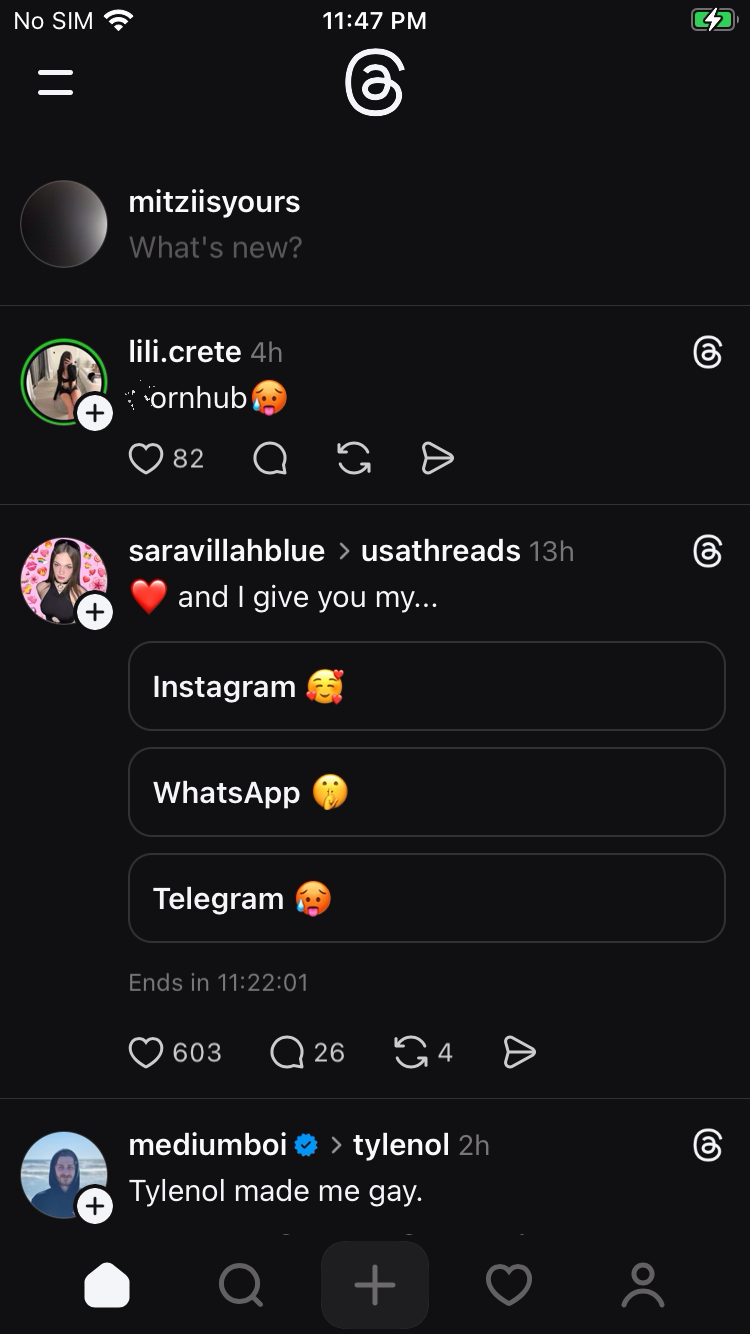 No SIM 11:47 PM
mitziisyours
What's new?
lili.crete 4h
ornhub🥵
82
saravillahblue > usathreads 13h
❤️ and I give you my...
Instagram 🥰
WhatsApp 🤫
Telegram 🥵
Ends in 11:22:01
603 26 4
mediumboi > tylenol 2h
Tylenol made me gay.